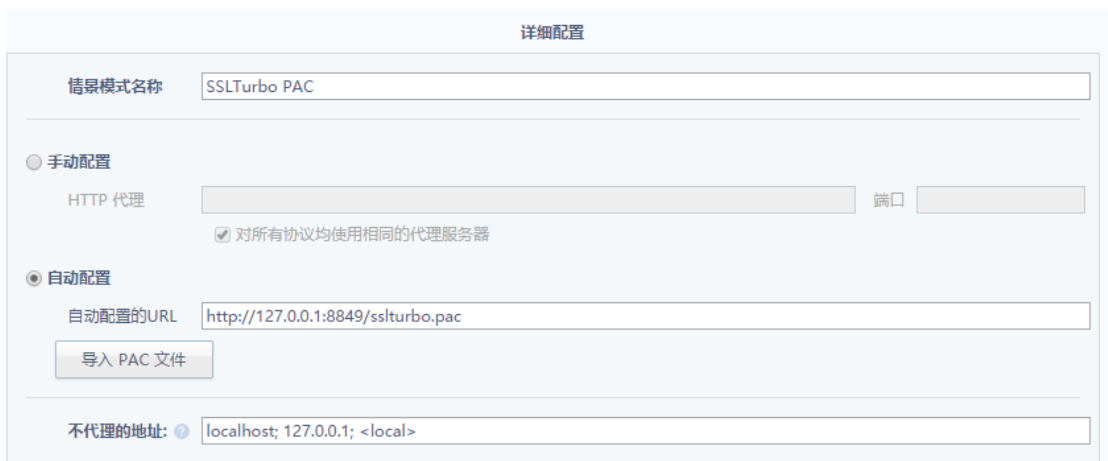 详细配置
情景模式名称 SSLTurbo PAC
手动配置
HTTP 代理 端口
对所有协议均使用相同的代理服务器
自动配置
自动配置的URL http://127.0.0.1:8849/sslturbo.pac
导入 PAC 文件
不代理的地址: ? localhost; 127.0.0.1; <local>